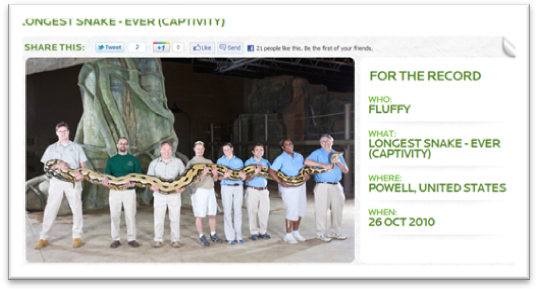 LONGEST SNAKE - EVER (CAPTIVITY)
SHARE THIS: Tweet 2 +1 0 Like Send 21 people like this. Be the first of your friends.
FOR THE RECORD
WHO:
FLUFFY
WHAT:
LONGEST SNAKE - EVER
(CAPTIVITY)
WHERE:
POWELL, UNITED STATES
WHEN:
26 OCT 2010